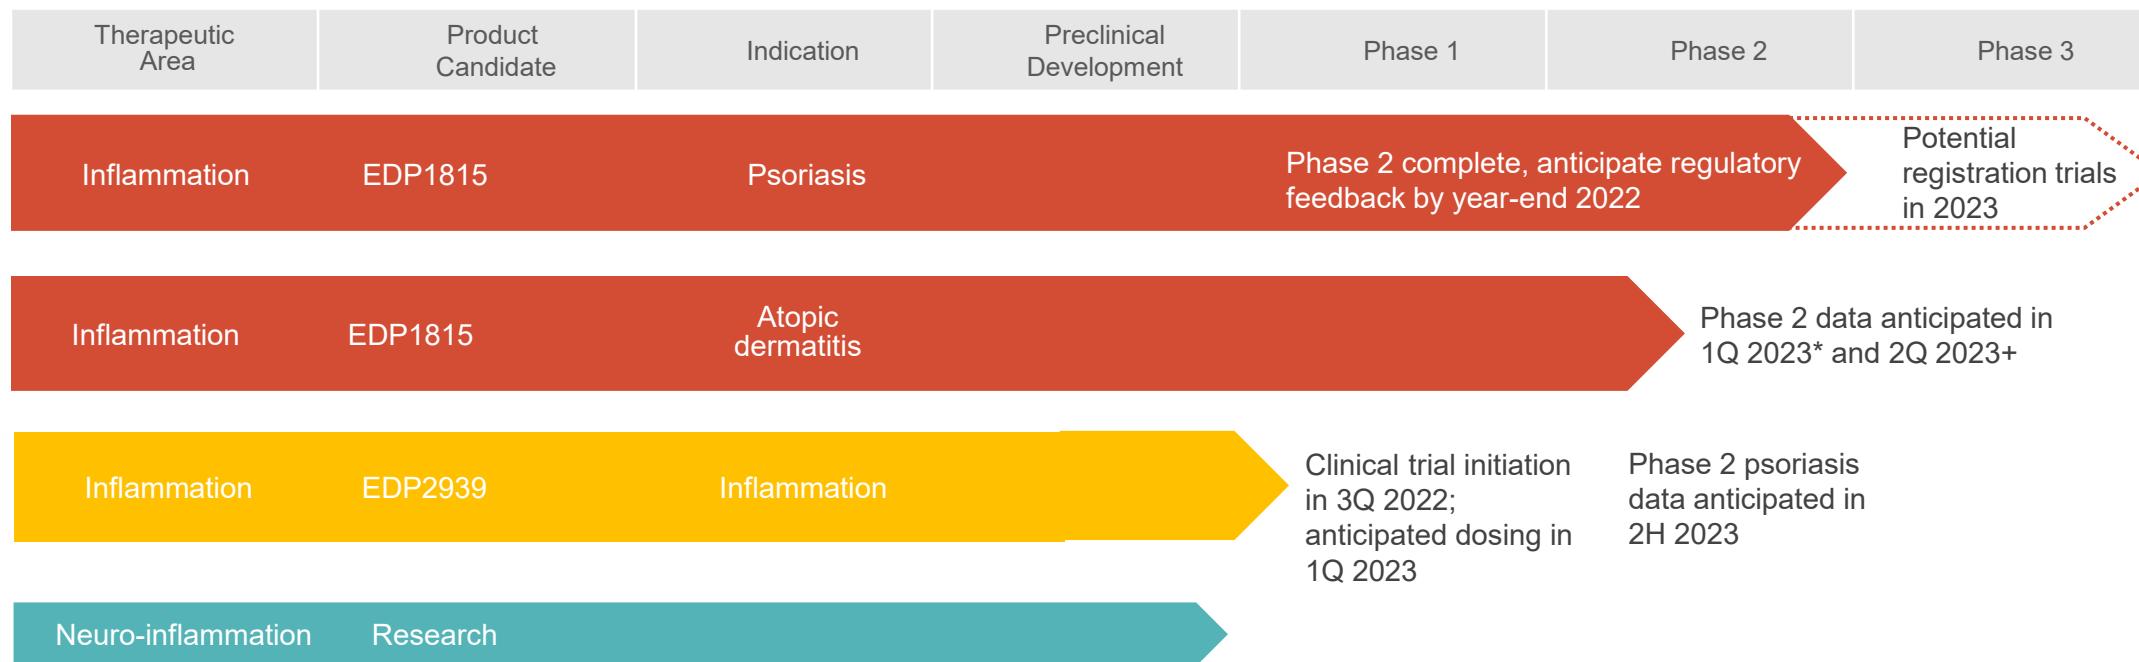 Therapeutic
Area
Product
Candidate
Indication
Preclinical
Development
Phase 1
Phase 2
Phase 3
Inflammation
EDP1815
Psoriasis
Phase 2 complete, anticipate regulatory
feedback by year-end 2022
Potential
registration trials
in 2023
Inflammation
EDP1815
Atopic
dermatitis
Phase 2 data anticipated in
1Q 2023* and 2Q 2023+
Inflammation
EDP2939
Inflammation
Clinical trial initiation
in 3Q 2022;
anticipated dosing in
1Q 2023
Phase 2 psoriasis
data anticipated in
2H 2023
Neuro-inflammation
Research